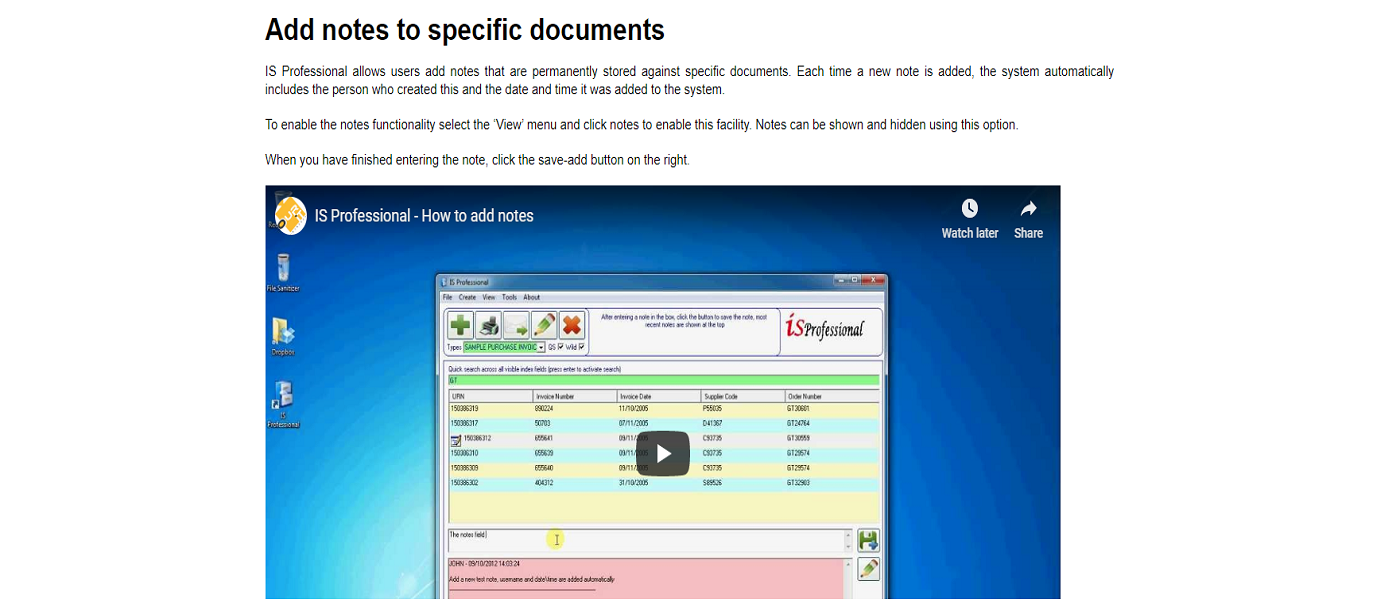 Add notes to specific documents
IS Professional allows users add notes that are permanently stored against specific documents. Each time a new note is added, the system automatically
includes the person who created this and the date and time it was added to the system.
To enable the notes functionality select the ‘View’ menu and click notes to enable this facility. Notes can be shown and hidden using this option.
When you have finished entering the note, click the save-add button on the right.
IS Professional - How to add notes
Watch later Share
File Sanitizer
Dropbox
IS
Professional
IS Professional
File Create View Tools About
After entering a note in the box, click the button to save the note, most
recent notes are shown at the top
iS Professional
Types SAMPLE PURCHASE INVOIC QS Wild
Quick search across all visible index fields (press enter to activate search)
GT
URN Invoice Number Invoice Date Supplier Code Order Number
150386319 890224 11/10/2005 P55035 GT30681
150386317 50703 07/11/2005 D41367 GT24764
150386312 655641 09/11/ C93735 GT30559
150386310 655639 09/11/ C93735 GT29574
150386309 655640 09/11/ C93735 GT29574
150386302 404312 31/10/2005 S89526 GT32903
The notes field
JOHN - 09/10/2012 14:03:24
Add a new test note, username and date\time are added automatically